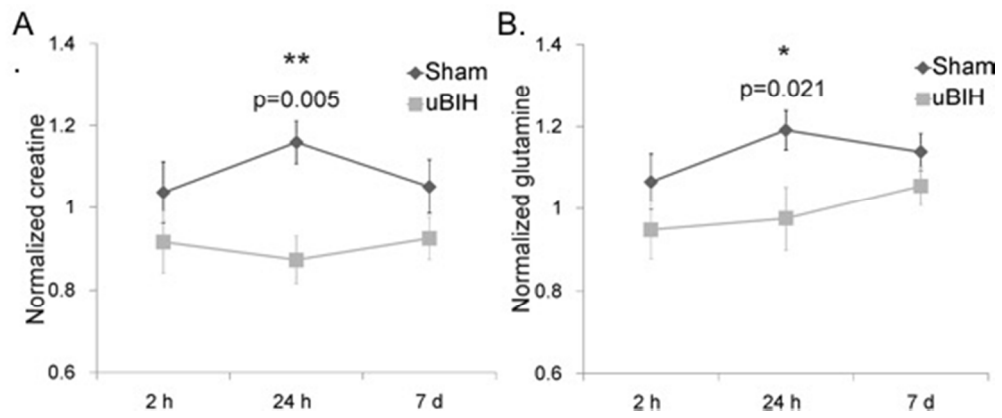 A
.
Normalized creatine
1.4
1.2
1
0.8
0.6
**
p=0.005
Sham
uBIH
2 h 24 h 7 d
B.
Normalized glutamine
1.4
1.2
1
0.8
0.6
*
p=0.021
Sham
uBIH
2 h 24 h 7 d